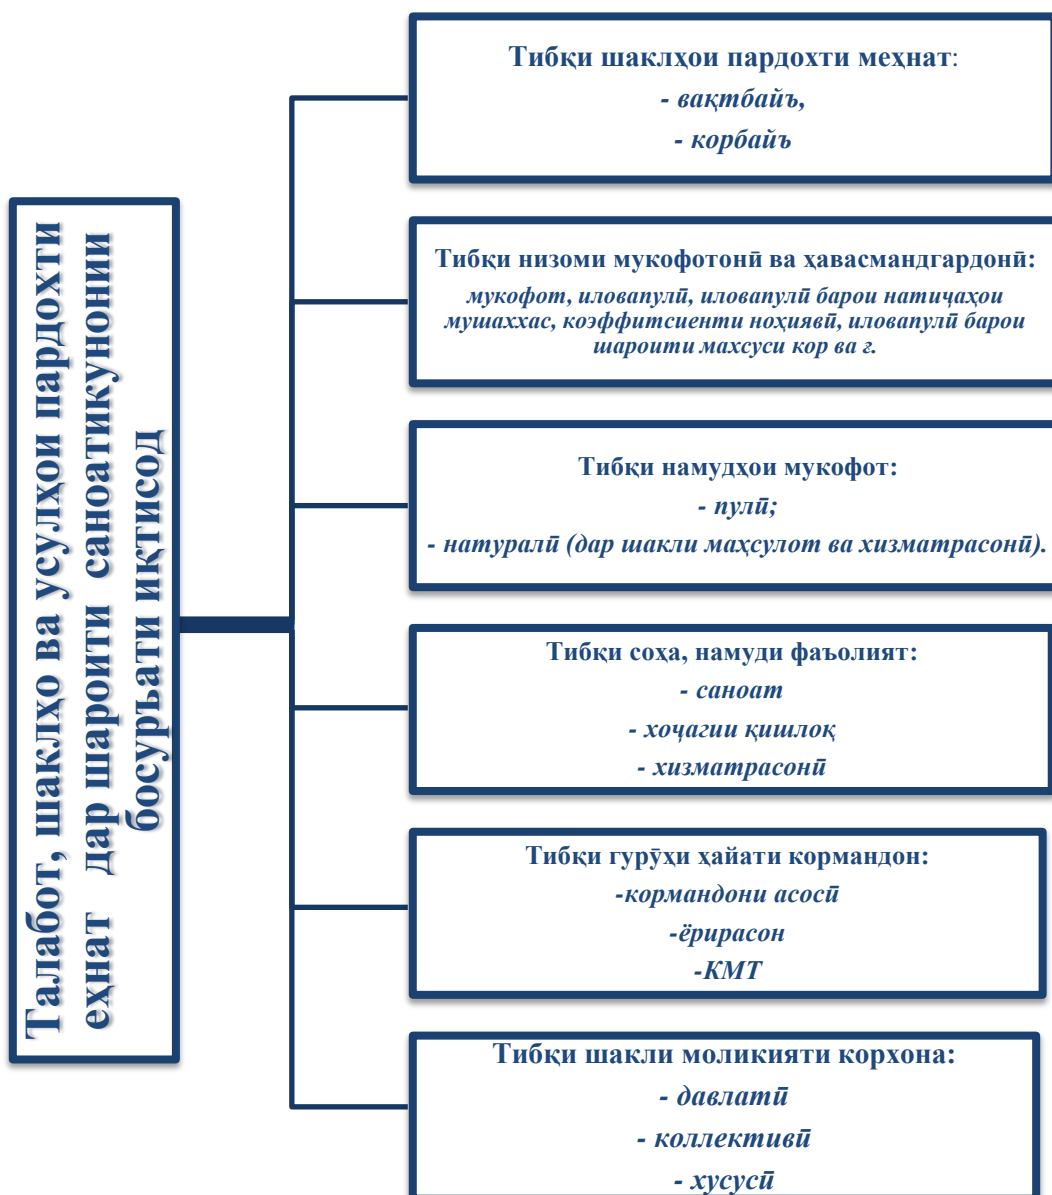 Талабот, шаклҳо ва усулҳои пардохти
еҳнат дар шароити саноатикунонии
босуръати иқтисод
Тибқи шаклҳои пардохти меҳнат:
- вақтбайъ,
- корбайъ
Тибқи низоми мукофотонӣ ва ҳавасмандгардонӣ:
мукофот, иловапулӣ, иловапулӣ барои натиҷаҳои
мушаххас, коэффитсиенти ноҳиявӣ, иловапулӣ барои
шароити махсуси кор ва ғ.
Тибқи намудҳои мукофот:
- пулӣ;
- натуралӣ (дар шакли маҳсулот ва хизматрасонӣ).
Тибқи соҳа, намуди фаъолият:
- саноат
- хоҷагии қишлоқ
- хизматрасонӣ
Тибқи гурӯҳи ҳайати кормандон:
-кормандони асосӣ
-ёрирасон
-КМТ
Тибқи шакли моликияти корхона:
- давлатӣ
- коллективӣ
- хусусӣ